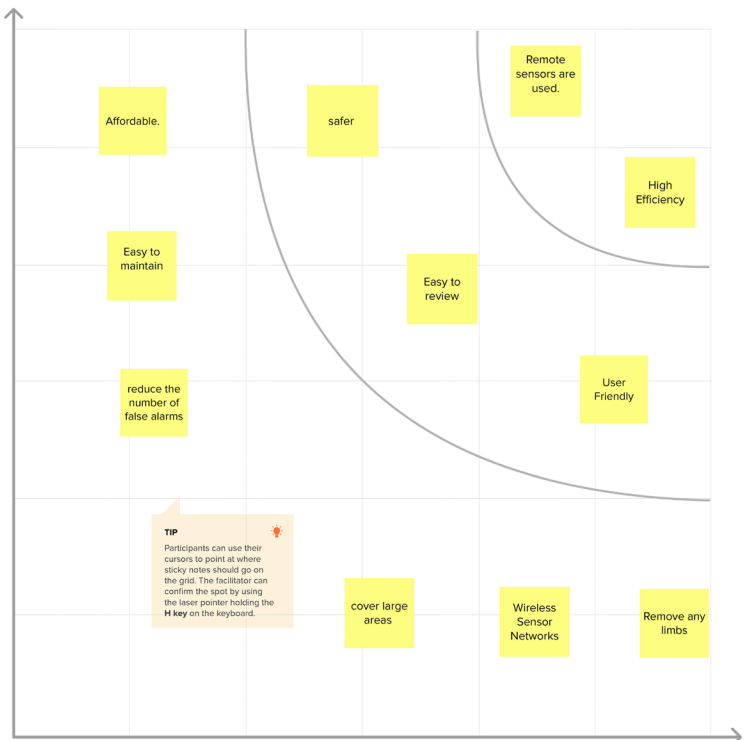 Remote
sensors are
used.
Affordable.
safer
High
Efficiency
Easy to
maintain
Easy to
review
User
Friendly
reduce the
number of
false alarms
TIP
Participants can use their
cursors to point at where
sticky notes should go on
the grid. The facilitator can
confirm the spot by using
the laser pointer holding the
H key on the keyboard.
cover large
areas
Wireless
Sensor
Networks
Remove any
limbs